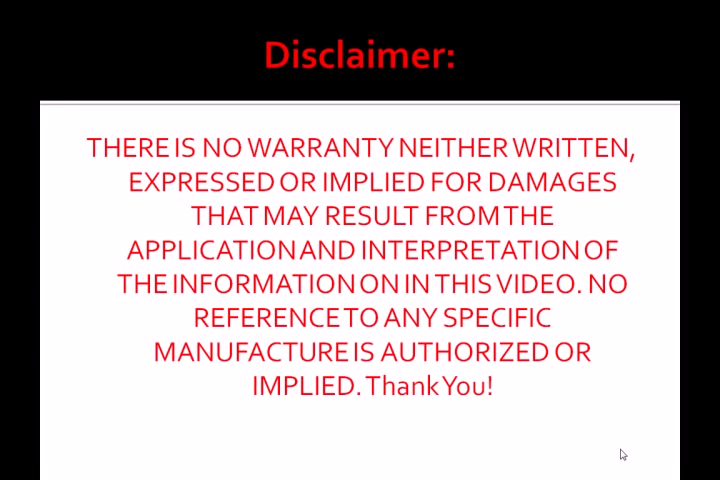 Disclaimer:
THERE IS NO WARRANTY NEITHER WRITTEN,
EXPRESSED OR IMPLIED FOR DAMAGES
THAT MAY RESULT FROM THE
APPLICATION AND INTERPRETATION OF
THE INFORMATION ON IN THIS VIDEO. NO
REFERENCE TO ANY SPECIFIC
MANUFACTURE IS AUTHORIZED OR
IMPLIED. Thank You!